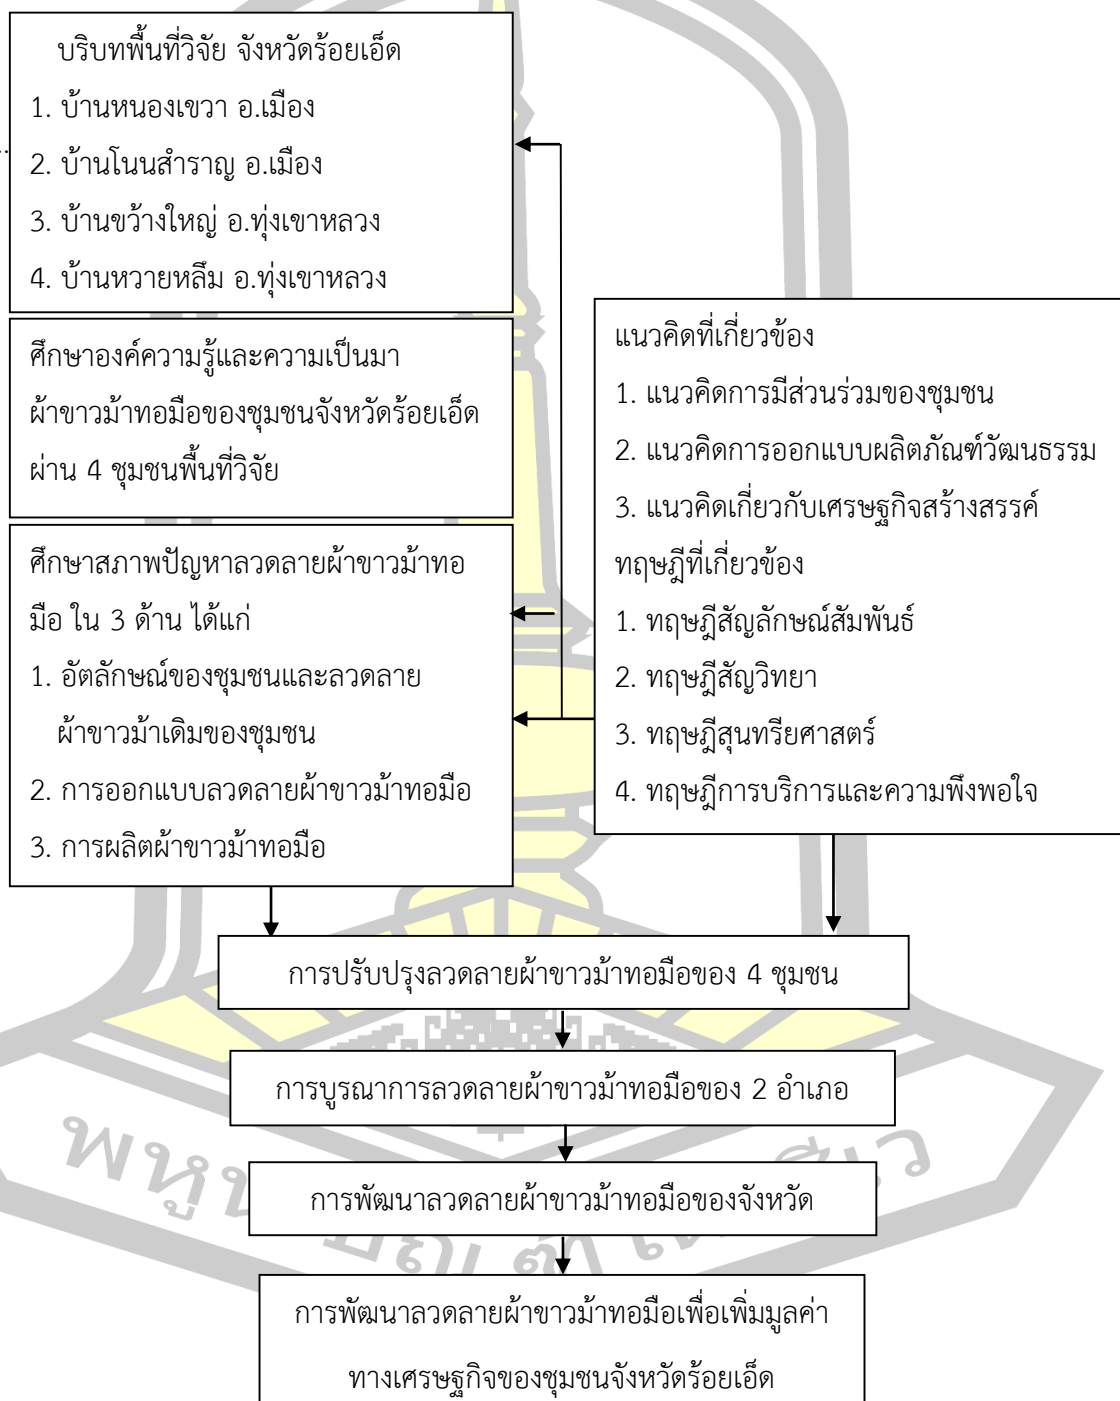 บริบทพื้นที่วิจัย จังหวัดร้อยเอ็ด
1. บ้านหนองเขวา อ.เมือง
2. บ้านโนนสำราญ อ.เมือง
3. บ้านขว้างใหญ่ อ.ทุ่งเขาหลวง
4. บ้านหวายหลึม อ.ทุ่งเขาหลวง
ศึกษาองค์ความรู้และความเป็นมา
ผ้าขาวม้าทอมือของชุมชนจังหวัดร้อยเอ็ด
ผ่าน 4 ชุมชนพื้นที่วิจัย
ศึกษาสภาพปัญหาลวดลายผ้าขาวม้าทอ
มือ ใน 3 ด้าน ได้แก่
1. อัตลักษณ์ของชุมชนและลวดลาย
ผ้าขาวม้าเดิมของชุมชน
2. การออกแบบลวดลายผ้าขาวม้าทอมือ
3. การผลิตผ้าขาวม้าทอมือ
แนวคิดที่เกี่ยวข้อง
1. แนวคิดการมีส่วนร่วมของชุมชน
2. แนวคิดการออกแบบผลิตภัณฑ์วัฒนธรรม
3. แนวคิดเกี่ยวกับเศรษฐกิจสร้างสรรค์
ทฤษฎีที่เกี่ยวข้อง
1. ทฤษฎีสัญลักษณ์สัมพันธ์
2. ทฤษฎีสัญวิทยา
3. ทฤษฎีสุนทรียศาสตร์
4. ทฤษฎีการบริการและความพึงพอใจ
การปรับปรุงลวดลายผ้าขาวม้าทอมือของ 4 ชุมชน
การบูรณาการลวดลายผ้าขาวม้าทอมือของ 2 อำเภอ
การพัฒนาลวดลายผ้าขาวม้าทอมือของจังหวัด
การพัฒนาลวดลายผ้าขาวม้าทอมือเพื่อเพิ่มมูลค่า
ทางเศรษฐกิจของชุมชนจังหวัดร้อยเอ็ด